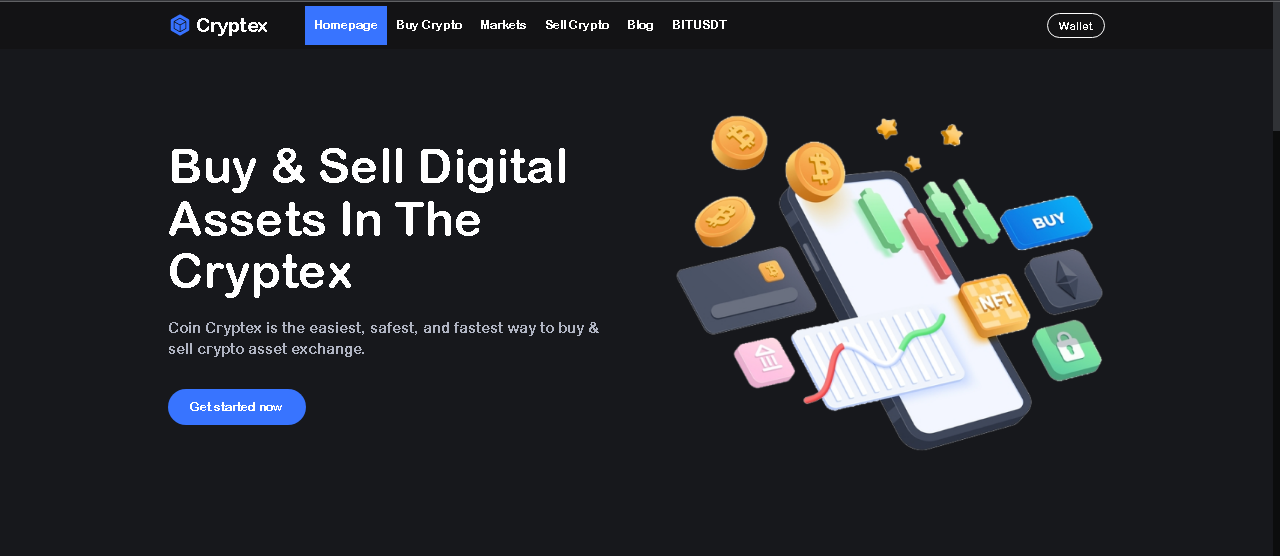 Cryptex Homepage Buy Crypto Markets Sell Crypto Blog BITUSDT Wallet
Buy & Sell Digital
Assets In The
Cryptex
Coin Cryptex is the easiest, safest, and fastest way to buy &
sell crypto asset exchange.
Get started now
BUY
NFT